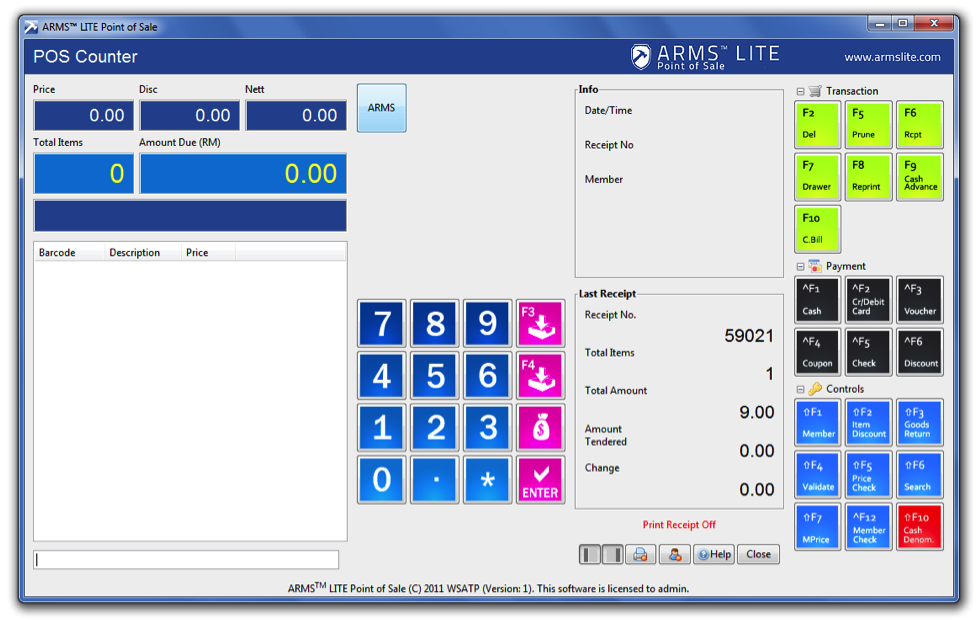 ARMS™ LITE Point of Sale
POS Counter
ARMS™ LITE
Point of Sale
www.armslite.com
Price
Disc
Nett
0.00
0.00
0.00
Total Items
Amount Due (RM)
0
0.00
Barcode
Description
Price
ARMS
7
8
9
F3
4
5
6
F4
1
2
3
$
0
.
*
ENTER
Info
Date/Time
Receipt No
Member
Last Receipt
Receipt No.
59021
Total Items
1
Total Amount
9.00
Amount
Tendered
0.00
Change
0.00
Print Receipt Off
Help
Close
Transaction
F2
Del
F5
Prune
F6
Rcpt
F7
Drawer
F8
Reprint
F9
Cash
Advance
F10
C.Bill
Payment
^F1
Cash
^F2
Cr/Debit
Card
^F3
Voucher
^F4
Coupon
^F5
Check
^F6
Discount
Controls
⇧F1
Member
⇧F2
Item
Discount
⇧F3
Goods
Return
⇧F4
Validate
⇧F5
Price
Check
⇧F6
Search
⇧F7
MPrice
^F12
Member
Check
⇧F10
Cash
Denom.
ARMS™ LITE Point of Sale (C) 2011 WSATP (Version: 1). This software is licensed to admin.